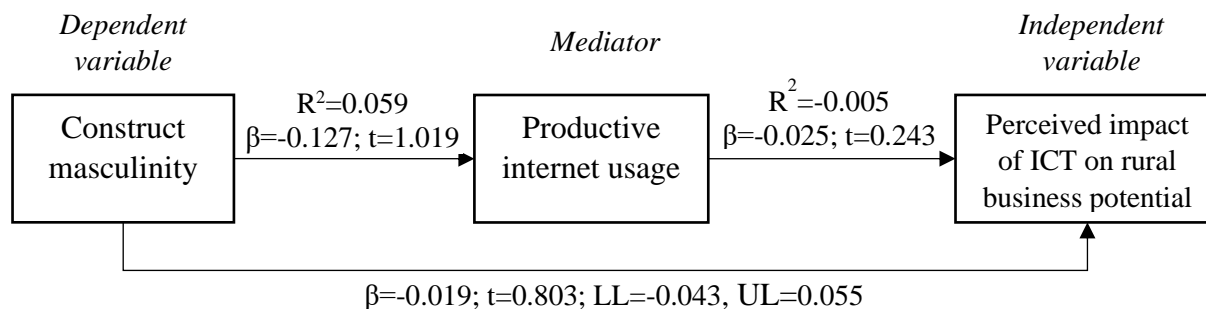 Dependent
variable
Mediator
Independent
variable
Construct
masculinity
R²=0.059
β=-0.127; t=1.019
Productive
internet usage
R²=-0.005
β=-0.025; t=0.243
Perceived impact
of ICT on rural
business potential
β=-0.019; t=0.803; LL=-0.043, UL=0.055